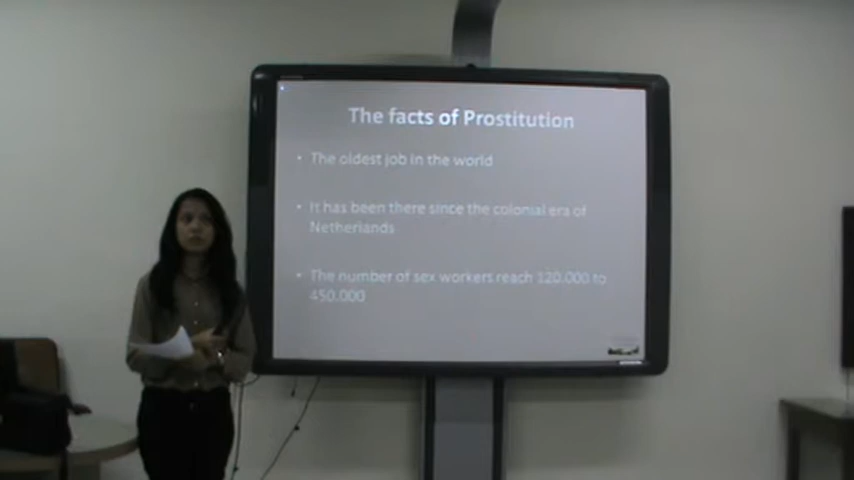 The facts of Prostitution
• The oldest job in the world
• It has been there since the colonial era of
Netherlands
• The number of sex workers reach 120.000 to
450.000